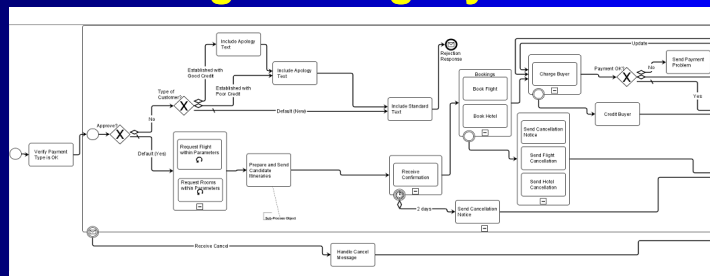 Include Apology
Text
Rejection
Response
Update
Established with
Good Credit
Include Apology
Text
Bookings
Book Flight
Charge Buyer
Payment OK?
No
Send Payment
Problem
Type of
Customer?
Established with
Poor Credit
Default (New)
Include Standard
Text
Book Hotel
Yes
Credit Buyer
Approve?
No
Default (Yes)
Verify Payment
Type is OK
Request Flight
within Parameters
Request Rooms
within Parameters
Prepare and Send
Candidate
Itineraries
Receive
Confirmation
Send Cancellation
Notice
Send Flight
Cancellation
Send Hotel
Cancellation
2 days
Send Cancellation
Notice
Receive Cancel
Handle Cancel
Message